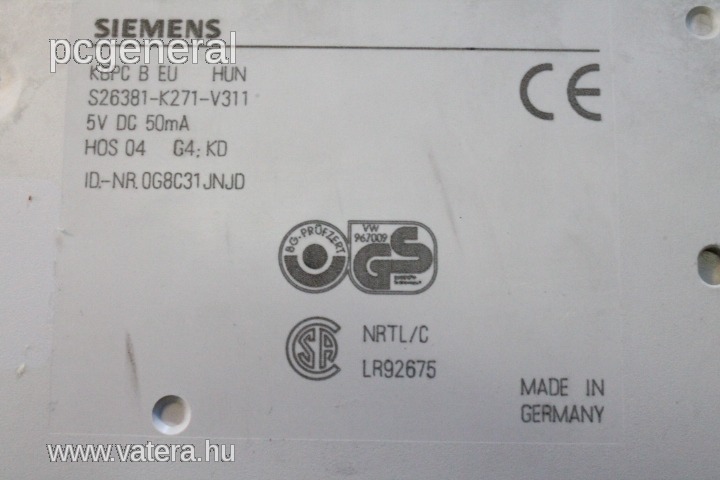 SIEMENS
pcgeneral
KBPC B EU HUN
S26381-K271-V311
5V DC 50mA
HOS 04 G4; KD
ID.-NR. 0G8C31JNJD
CE
BG-PRÜFZERT
VW
967009
GS
SA
NRTL/C
LR92675
MADE IN
GERMANY
www.vatera.hu